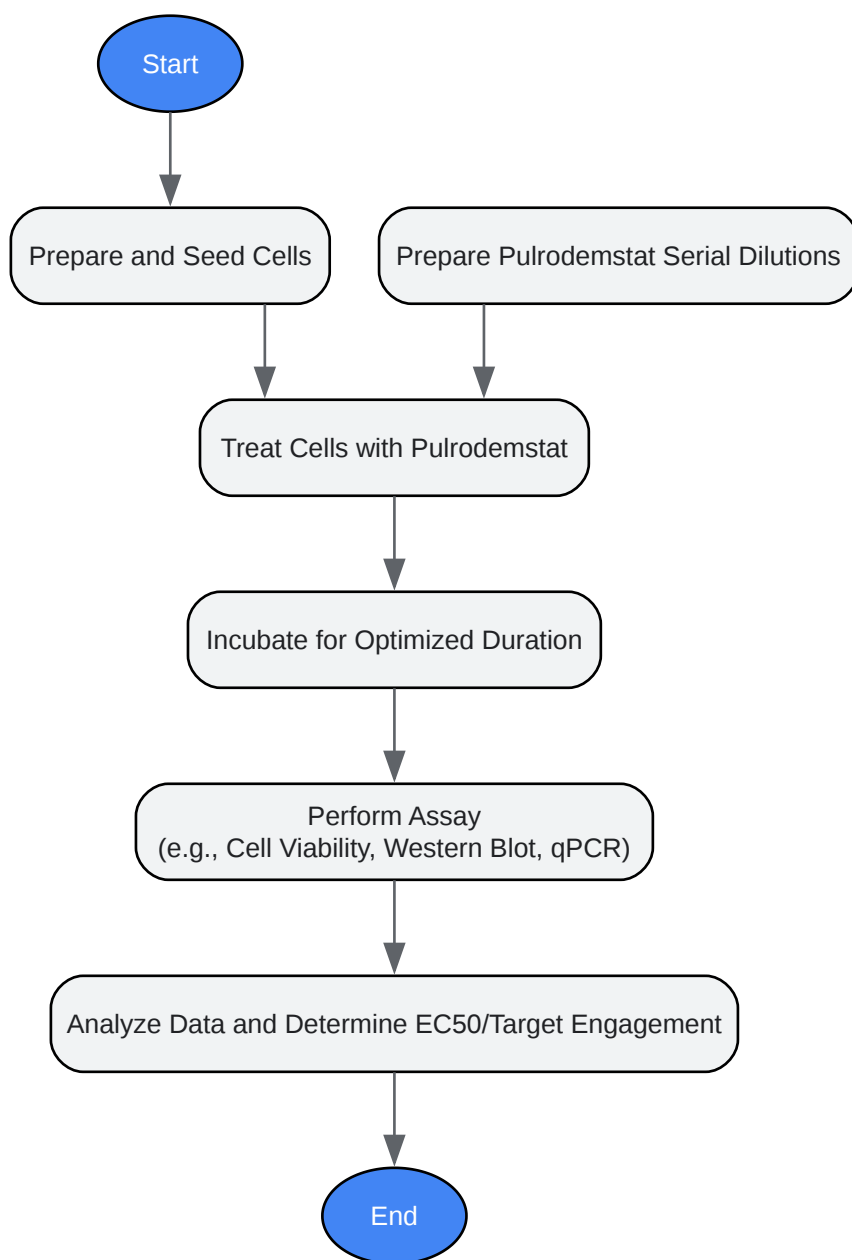 Start
Prepare and Seed Cells
Prepare Pulrodemstat Serial Dilutions
Treat Cells with Pulrodemstat
Incubate for Optimized Duration
Perform Assay
(e.g., Cell Viability, Western Blot, qPCR)
Analyze Data and Determine EC50/Target Engagement
End